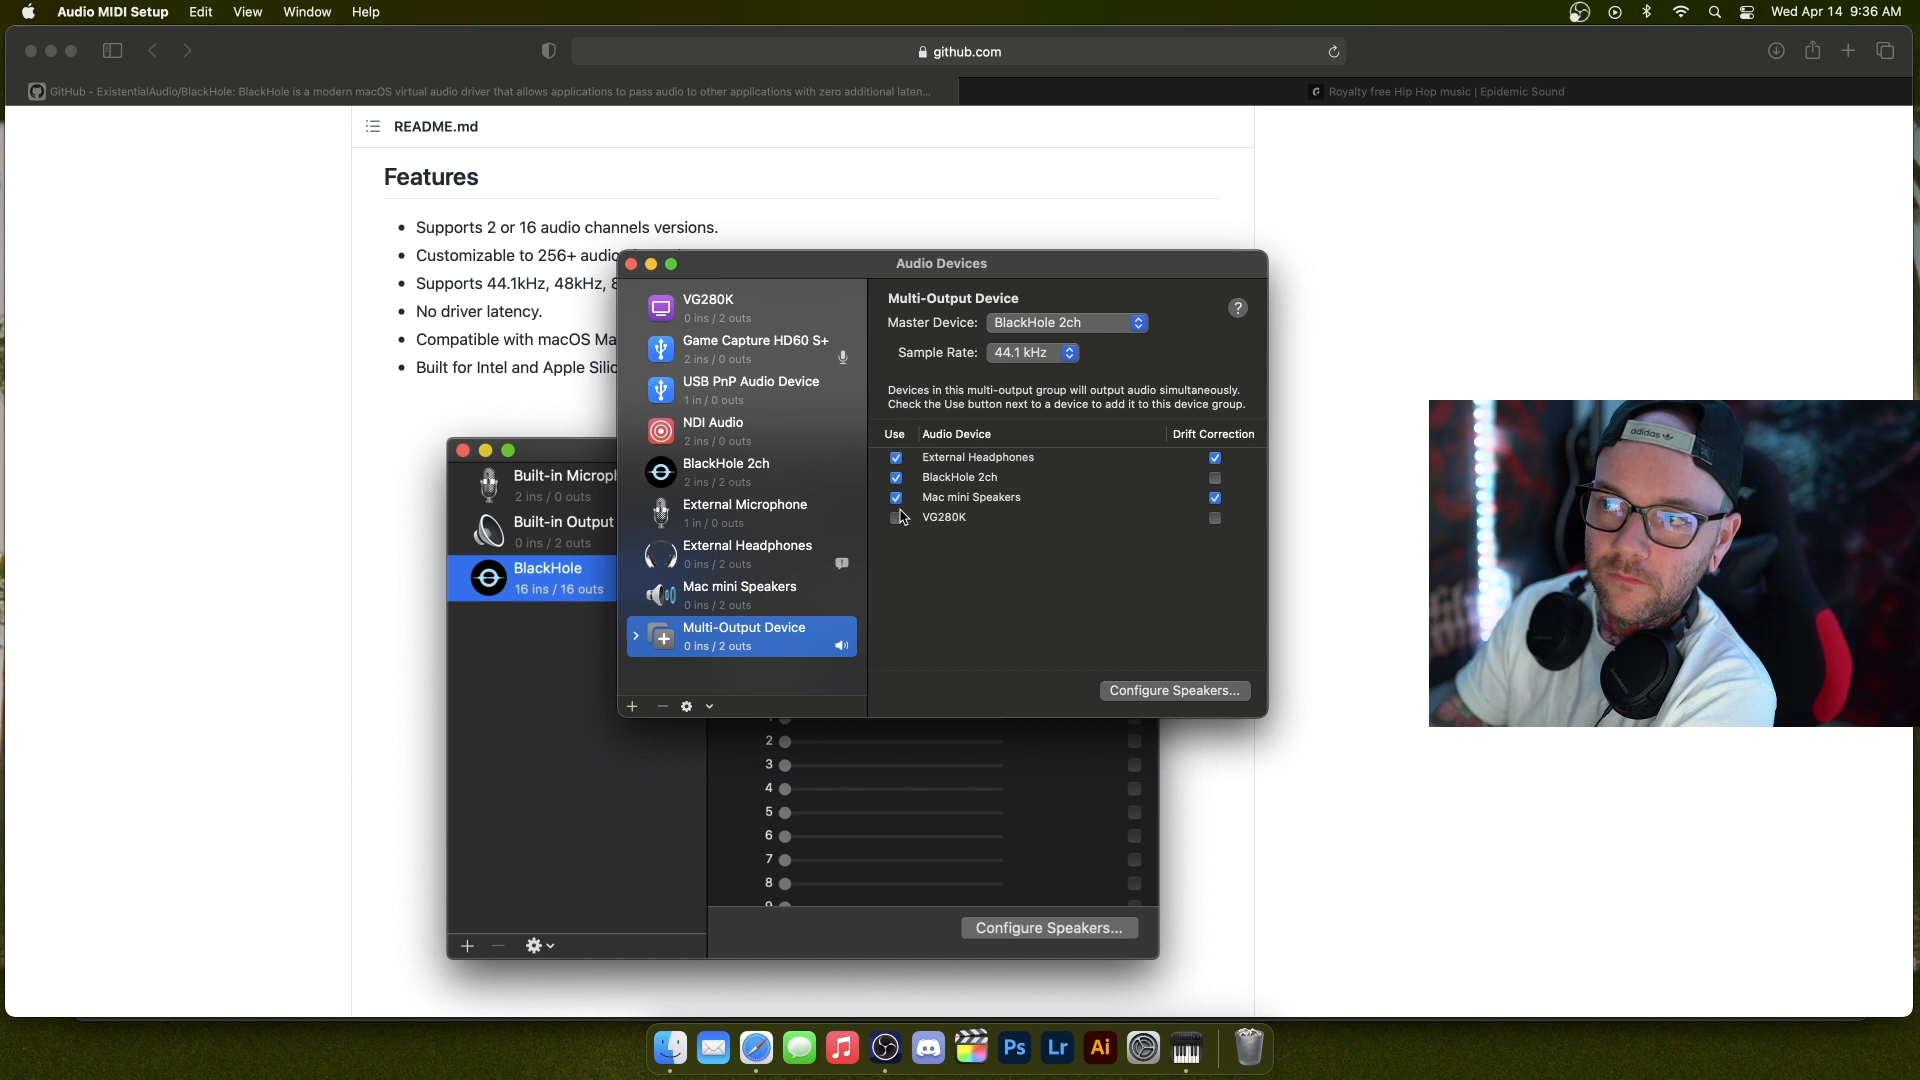 Audio MIDI Setup Edit View Window Help
Wed Apr 14 9:36 AM
github.com
GitHub - ExistentialAudio/BlackHole: BlackHole is a modern macOS virtual audio driver that allows applications to pass audio to other applications with zero additional laten...
Royalty free Hip Hop music | Epidemic Sound
README.md
Features
Supports 2 or 16 audio channels versions.
Customizable to 256+ audio
Supports 44.1kHz, 48kHz,
No driver latency.
Compatible with macOS
Built for Intel and Apple
Audio Devices
VG280K
0 ins / 2 outs
Game Capture HD60 S+
2 ins / 0 outs
USB PnP Audio Device
1 in / 0 outs
NDI Audio
2 ins / 0 outs
BlackHole 2ch
2 ins / 2 outs
External Microphone
1 in / 0 outs
External Headphones
0 ins / 2 outs
Mac mini Speakers
0 ins / 2 outs
Multi-Output Device
0 ins / 2 outs
Multi-Output Device
?
Master Device: BlackHole 2ch
Sample Rate: 44.1 kHz
Devices in this multi-output group will output audio simultaneously.
Check the Use button next to a device to add it to this device group.
Use Audio Device Drift Correction
External Headphones
BlackHole 2ch
Mac mini Speakers
VG280K
Configure Speakers...
Built-in
2 ins / 0 outs
Built-in Output
0 ins / 2 outs
BlackHole
16 ins / 16 outs
2
3
4
5
6
7
8
Configure Speakers...
adidas
Ps Lr Ai